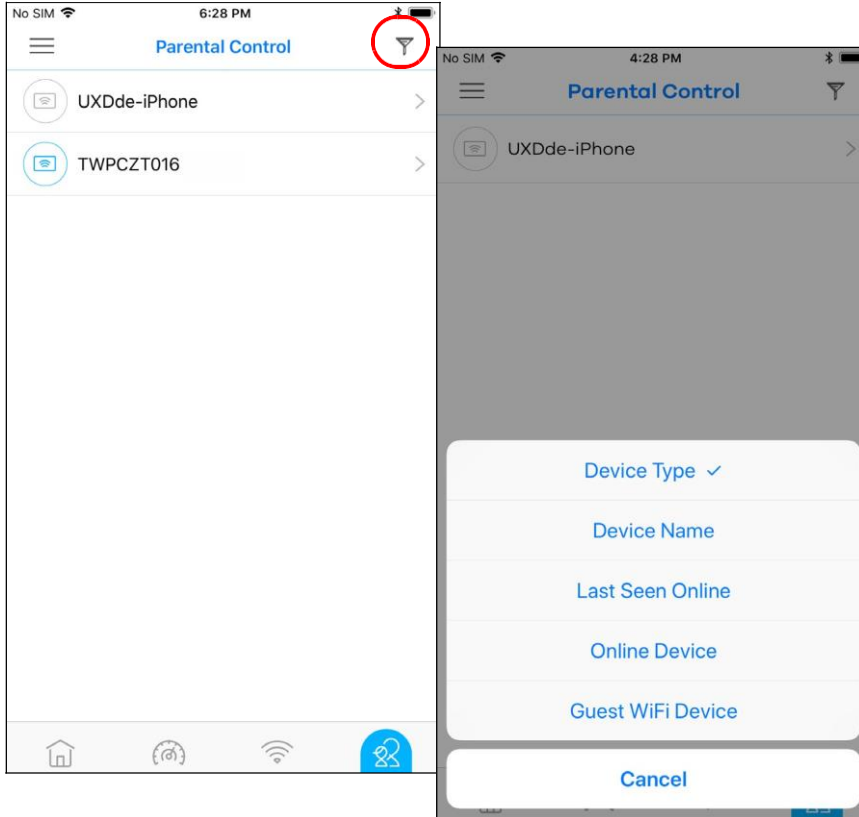 No SIM 6:28 PM
Parental Control
UXDde-iPhone
TWPCZT016
No SIM 4:28 PM
Parental Control
UXDde-iPhone
Device Type
Device Name
Last Seen Online
Online Device
Guest WiFi Device
Cancel